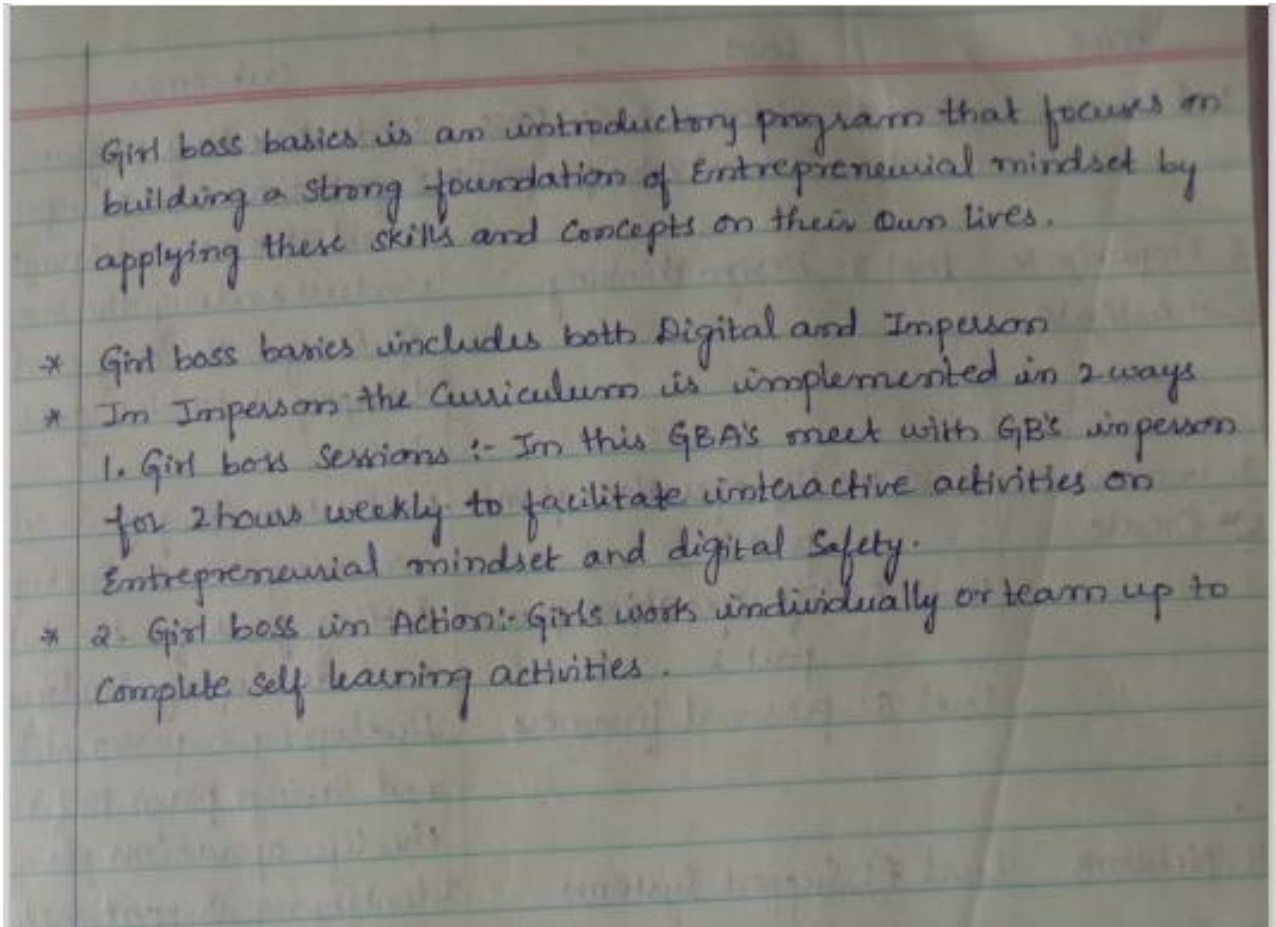 Girl boss basics is an introductory program that focuses on
building a strong foundation of Entrepreneurial mindset by
applying these skills and concepts on their own lives.
* Girl boss basics includes both Digital and Imperson
* In Imperson the Curriculum is implemented in 2 ways
1. Girl boss Sessions :- In this GBA's meet with GB's inperson
for 2 hours weekly to facilitate interactive activities on
Entrepreneurial mindset and digital Safety.
* 2. Girl boss in Action:- Girls work individually or team up to
Complete self learning activities.